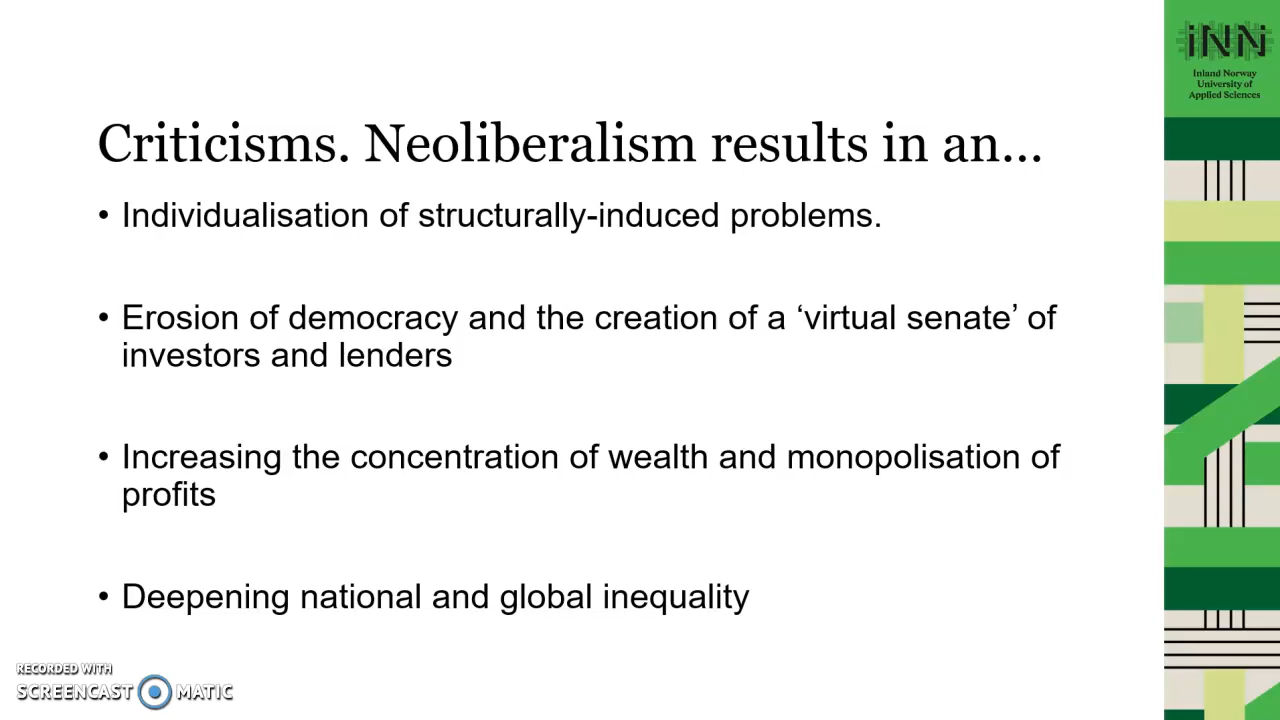 iNN
Inland Norway
University of
Applied Sciences
Criticisms. Neoliberalism results in an...
• Individualisation of structurally-induced problems.
• Erosion of democracy and the creation of a ‘virtual senate’ of
investors and lenders
• Increasing the concentration of wealth and monopolisation of
profits
• Deepening national and global inequality
RECORDED WITH
SCREENCAST MATIC